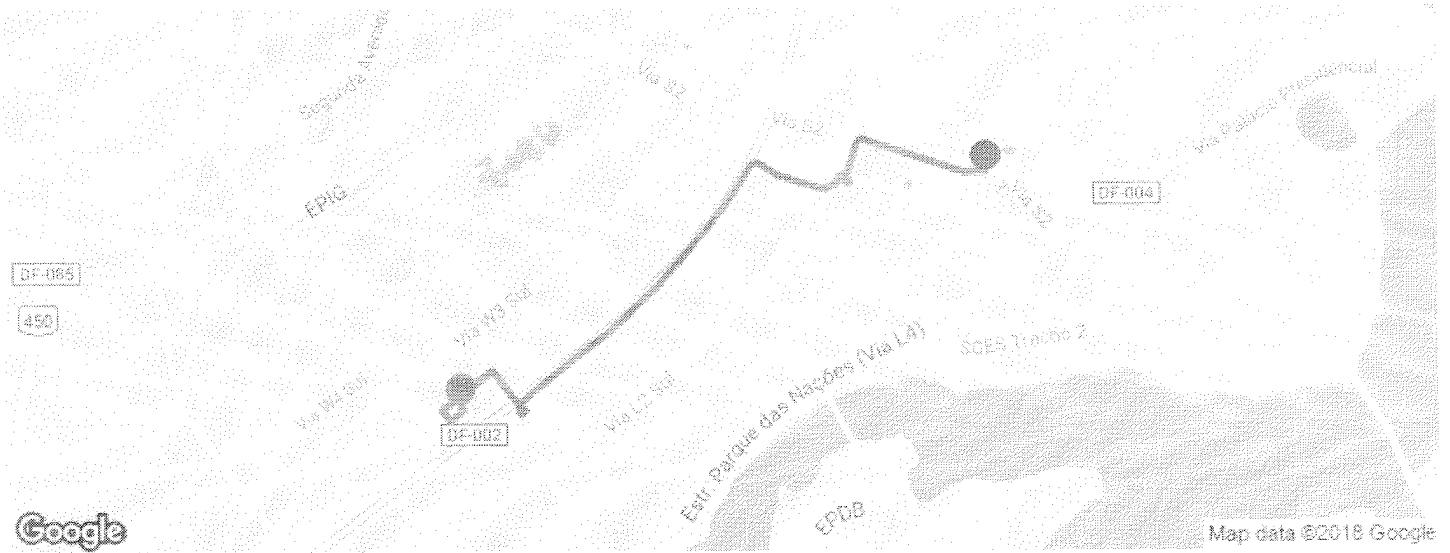 Segunda Avenida
Via S2
Via S2
Via Palácio Presidencial
EPIG
DF-004
Via S2
DF-085
450
Via W3 Sul
Estr. Parque das Nações (Via L4)
SCES Trecho 2
Via W4 Sul
Via L2 Sul
DF-002
EPDB
Google
Map data ©2018 Google